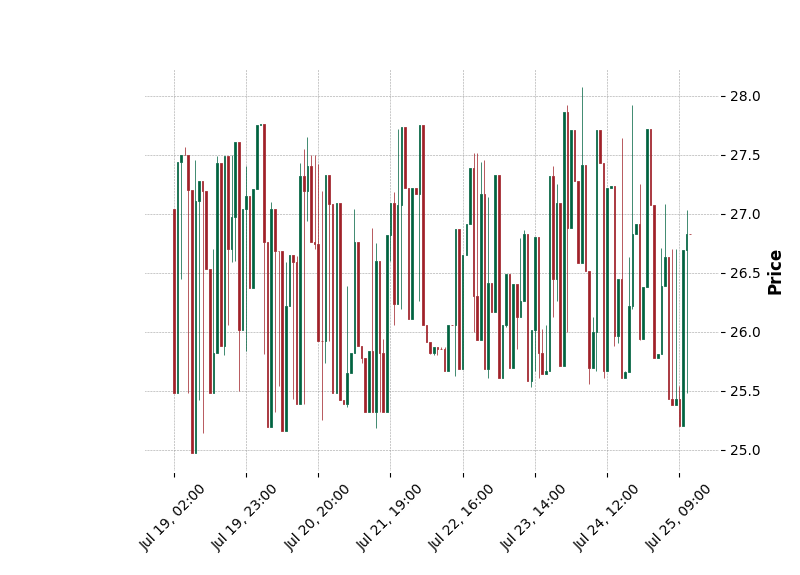 28.0
27.5
27.0
26.5
26.0
25.5
25.0
Price
Jul 19, 02:00
Jul 19, 23:00
Jul 20, 20:00
Jul 21, 19:00
Jul 22, 16:00
Jul 23, 14:00
Jul 24, 12:00
Jul 25, 09:00